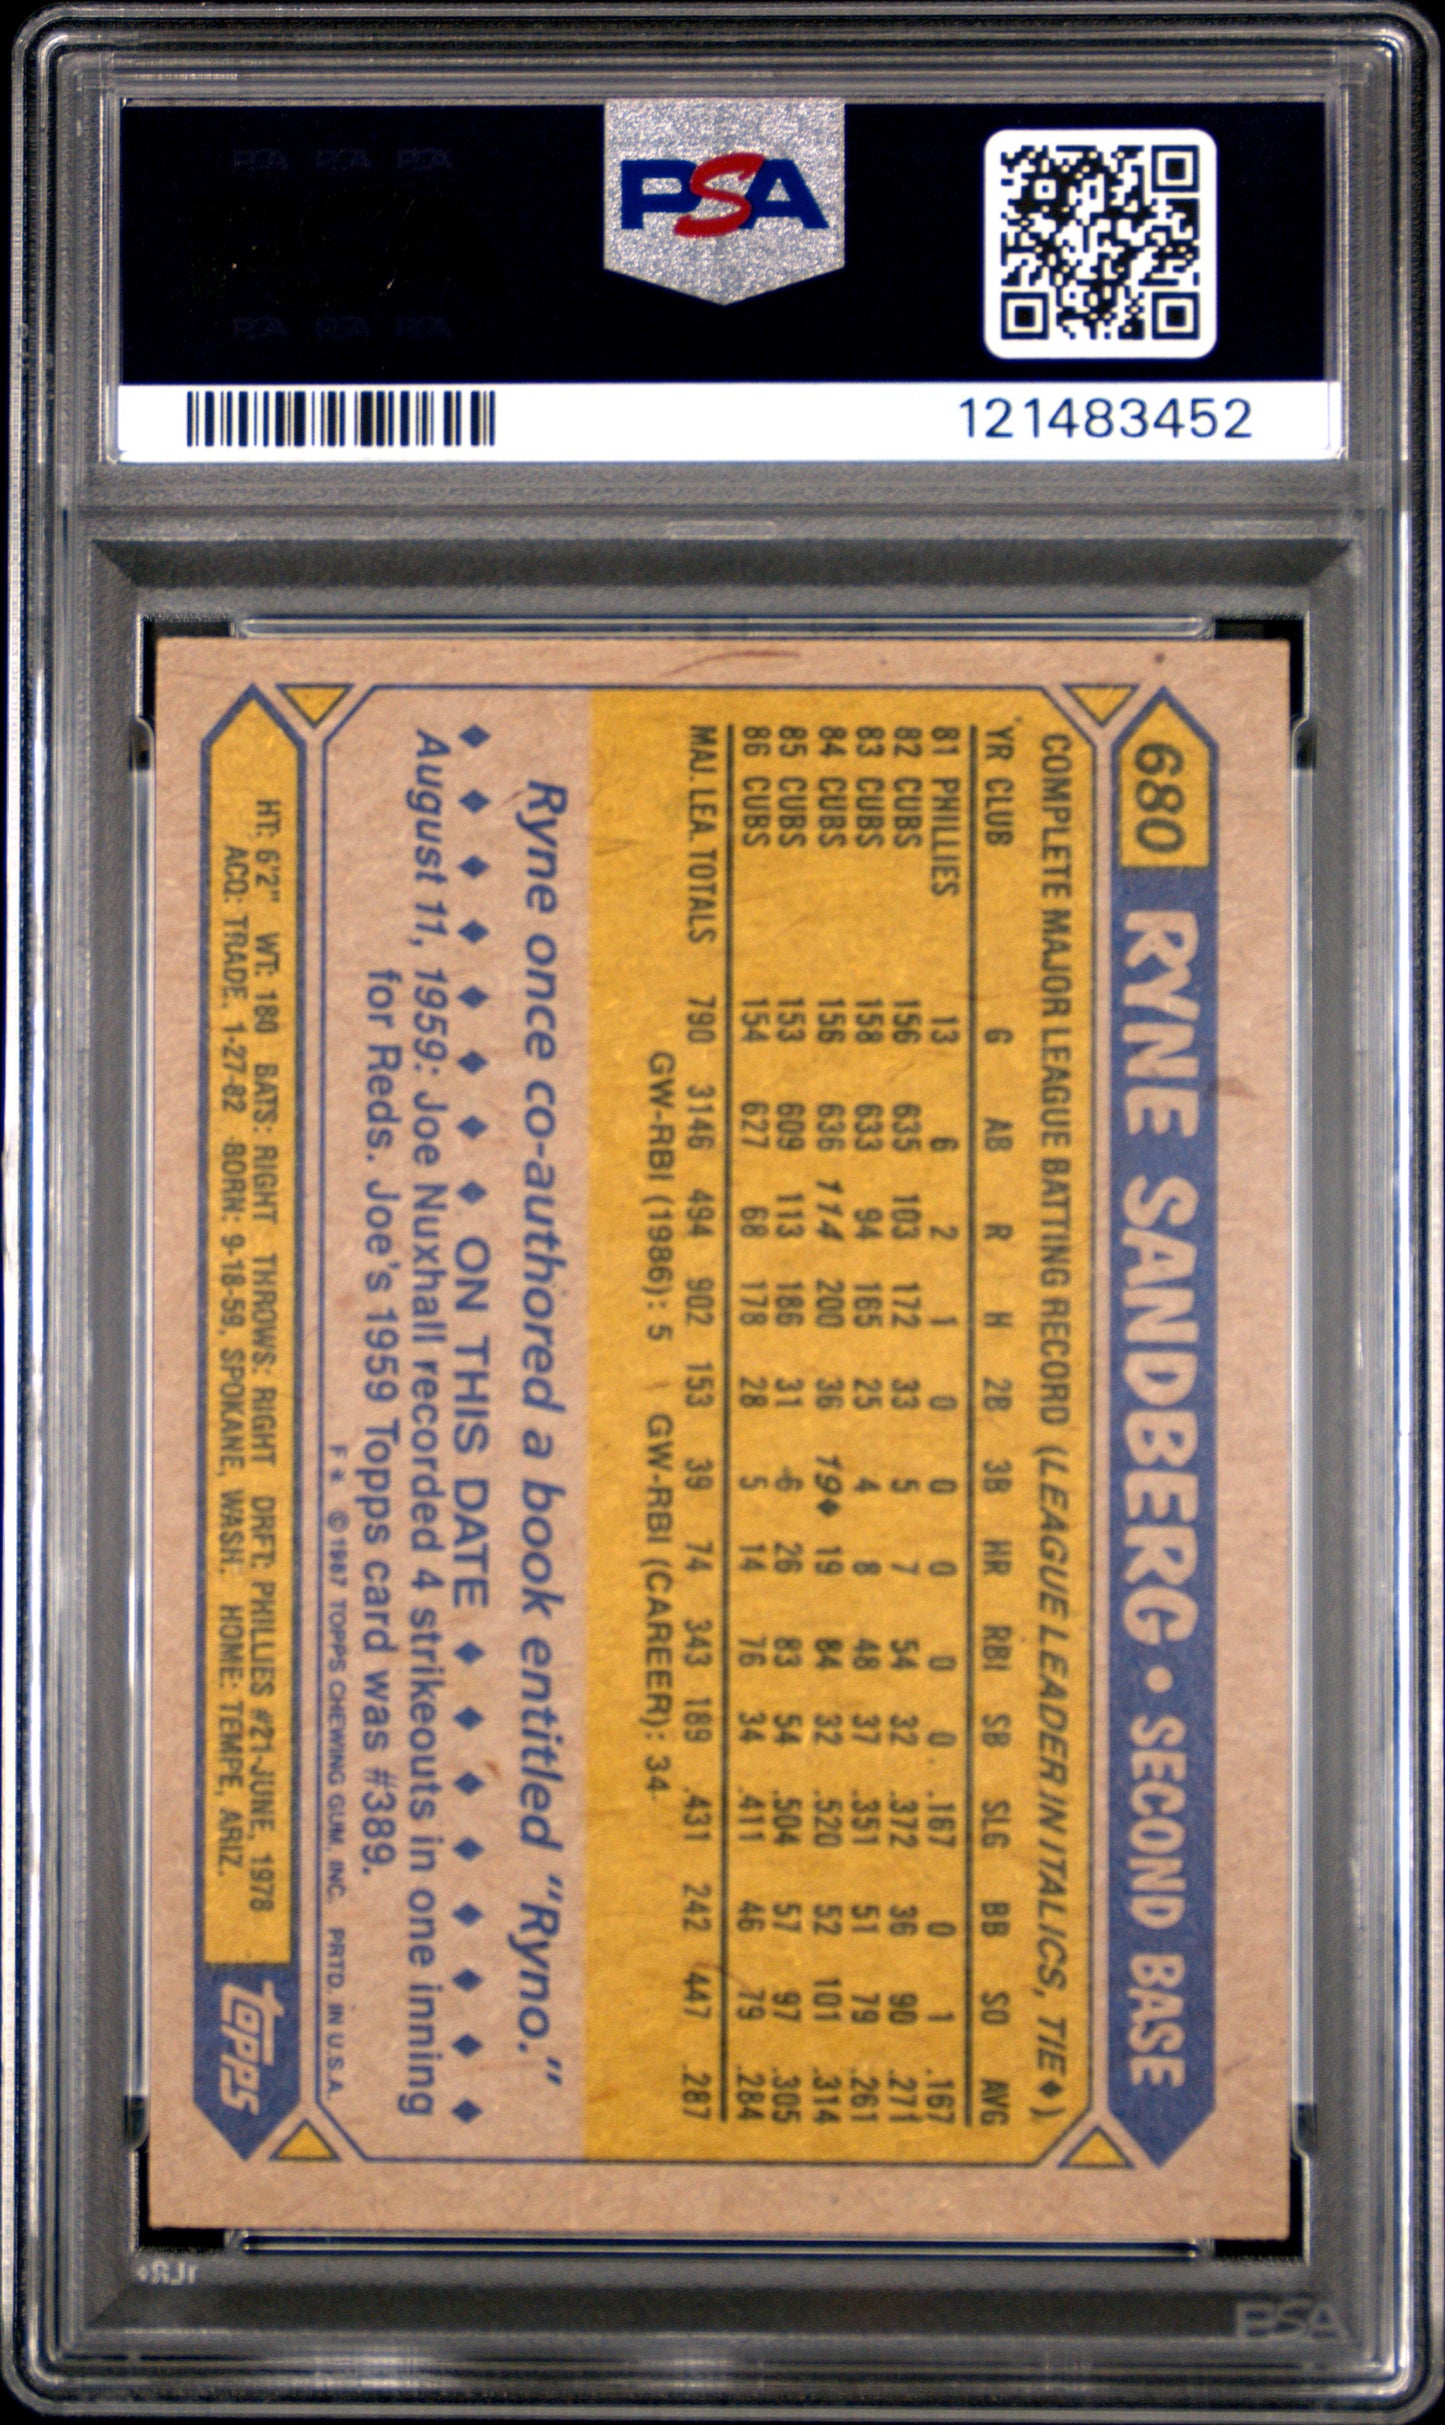 PSA
121483452
680 RYNE SANDBERG • SECOND BASE
COMPLETE MAJOR LEAGUE BATTING RECORD (LEAGUE LEADER IN ITALICS, TIE♦)
YR CLUB G AB R H 2B 3B HR RBI SB SLG BB SO AVG
81 PHILLIES 13 6 2 1 0 0 0 0 0 .167 0 1 .167
82 CUBS 156 635 103 172 33 5 7 54 32 .372 36 90 .271
83 CUBS 158 633 94 165 25 4 8 48 37 .351 51 79 .261
84 CUBS 156 636 114 200 36 19♦ 19 84 32 .520 52 101 .314
85 CUBS 153 609 113 186 31 6 26 83 54 .504 57 97 .305
86 CUBS 154 627 68 178 28 5 14 76 34 .411 46 79 .284
MAJ. LEA. TOTALS 790 3146 494 902 153 39 74 343 189 .431 242 447 .287
GW-RBI (1986): 5 GW-RBI (CAREER): 34
Ryne once co-authored a book entitled "Ryno."
♦ ♦ ♦ ♦ ♦ ♦ ♦ ♦ ON THIS DATE ♦ ♦ ♦ ♦ ♦ ♦ ♦ ♦
August 11, 1959: Joe Nuxhall recorded 4 strikeouts in one inning
for Reds. Joe's 1959 Topps card was #389.
F * © 1987 TOPPS CHEWING GUM, INC. PRTD. IN U.S.A.
HT: 6'2" WT: 180 BATS: RIGHT THROWS: RIGHT DRFT: PHILLIES #21-JUNE, 1978
ACQ: TRADE, 1-27-82 BORN: 9-18-59, SPOKANE, WASH. HOME: TEMPE, ARIZ.
Topps
PSA